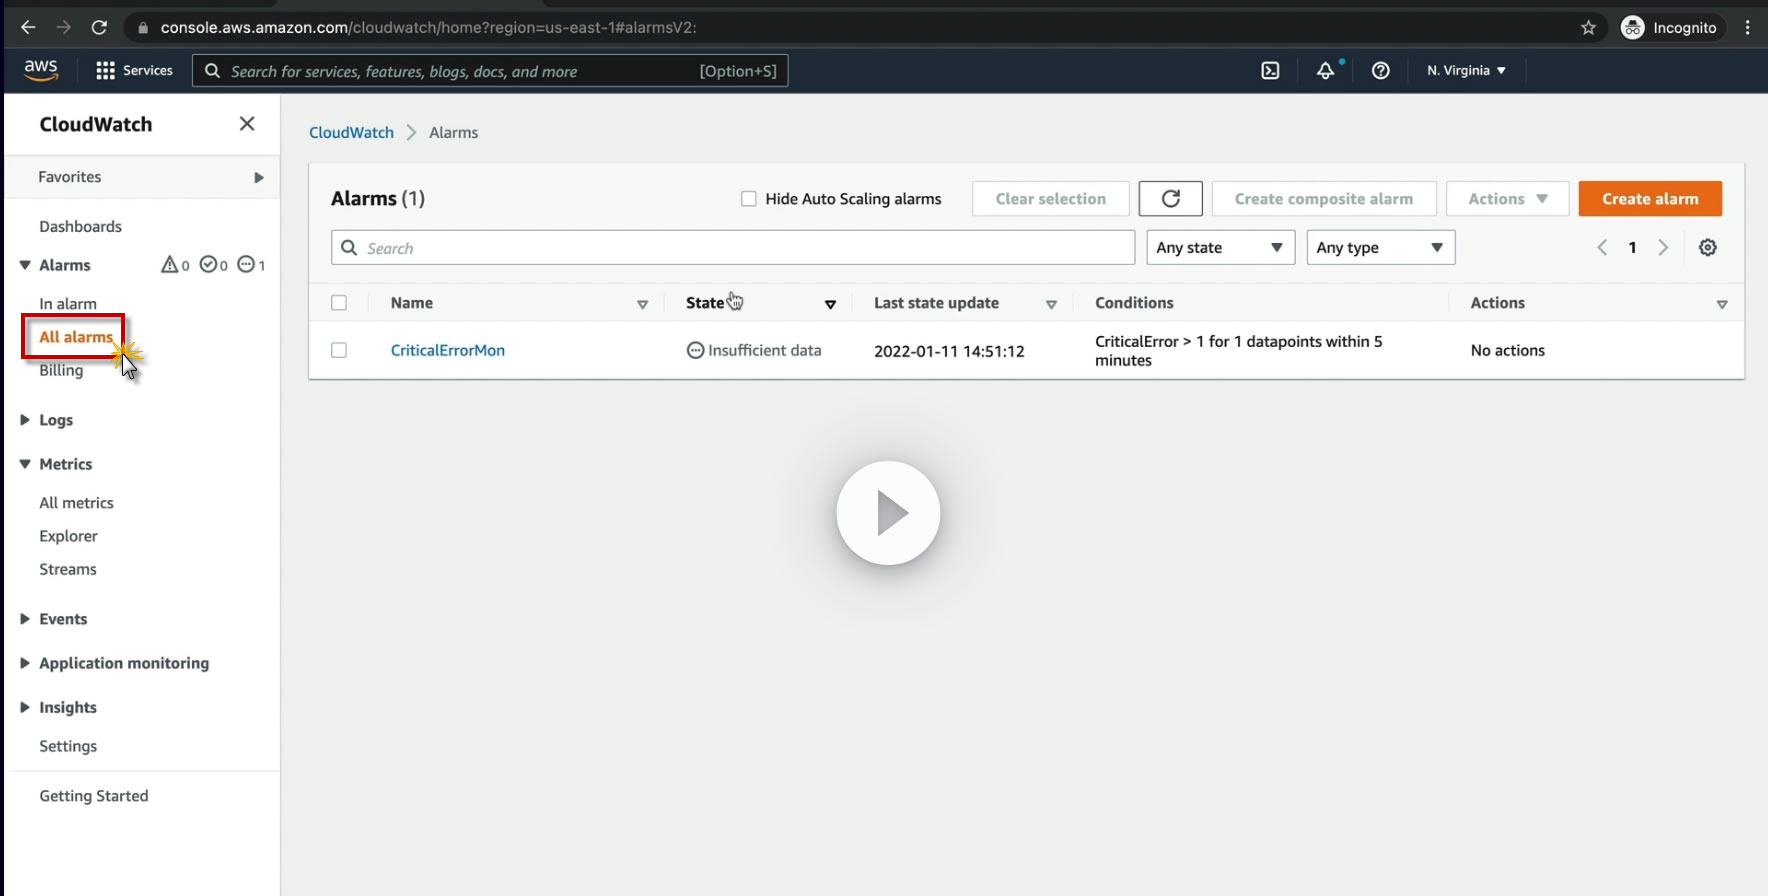 console.aws.amazon.com/cloudwatch/home?region=us-east-1#alarmsV2:
Incognito
aws
Services
Search for services, features, blogs, docs, and more
[Option+S]
N. Virginia
CloudWatch
Favorites
Dashboards
Alarms
0
0
1
In alarm
All alarms
Billing
Logs
Metrics
All metrics
Explorer
Streams
Events
Application monitoring
Insights
Settings
Getting Started
CloudWatch
Alarms
Alarms (1)
Hide Auto Scaling alarms
Clear selection
Create composite alarm
Actions
Create alarm
Search
Any state
Any type
1
Name
State
Last state update
Conditions
Actions
CriticalErrorMon
Insufficient data
2022-01-11 14:51:12
CriticalError > 1 for 1 datapoints within 5
minutes
No actions